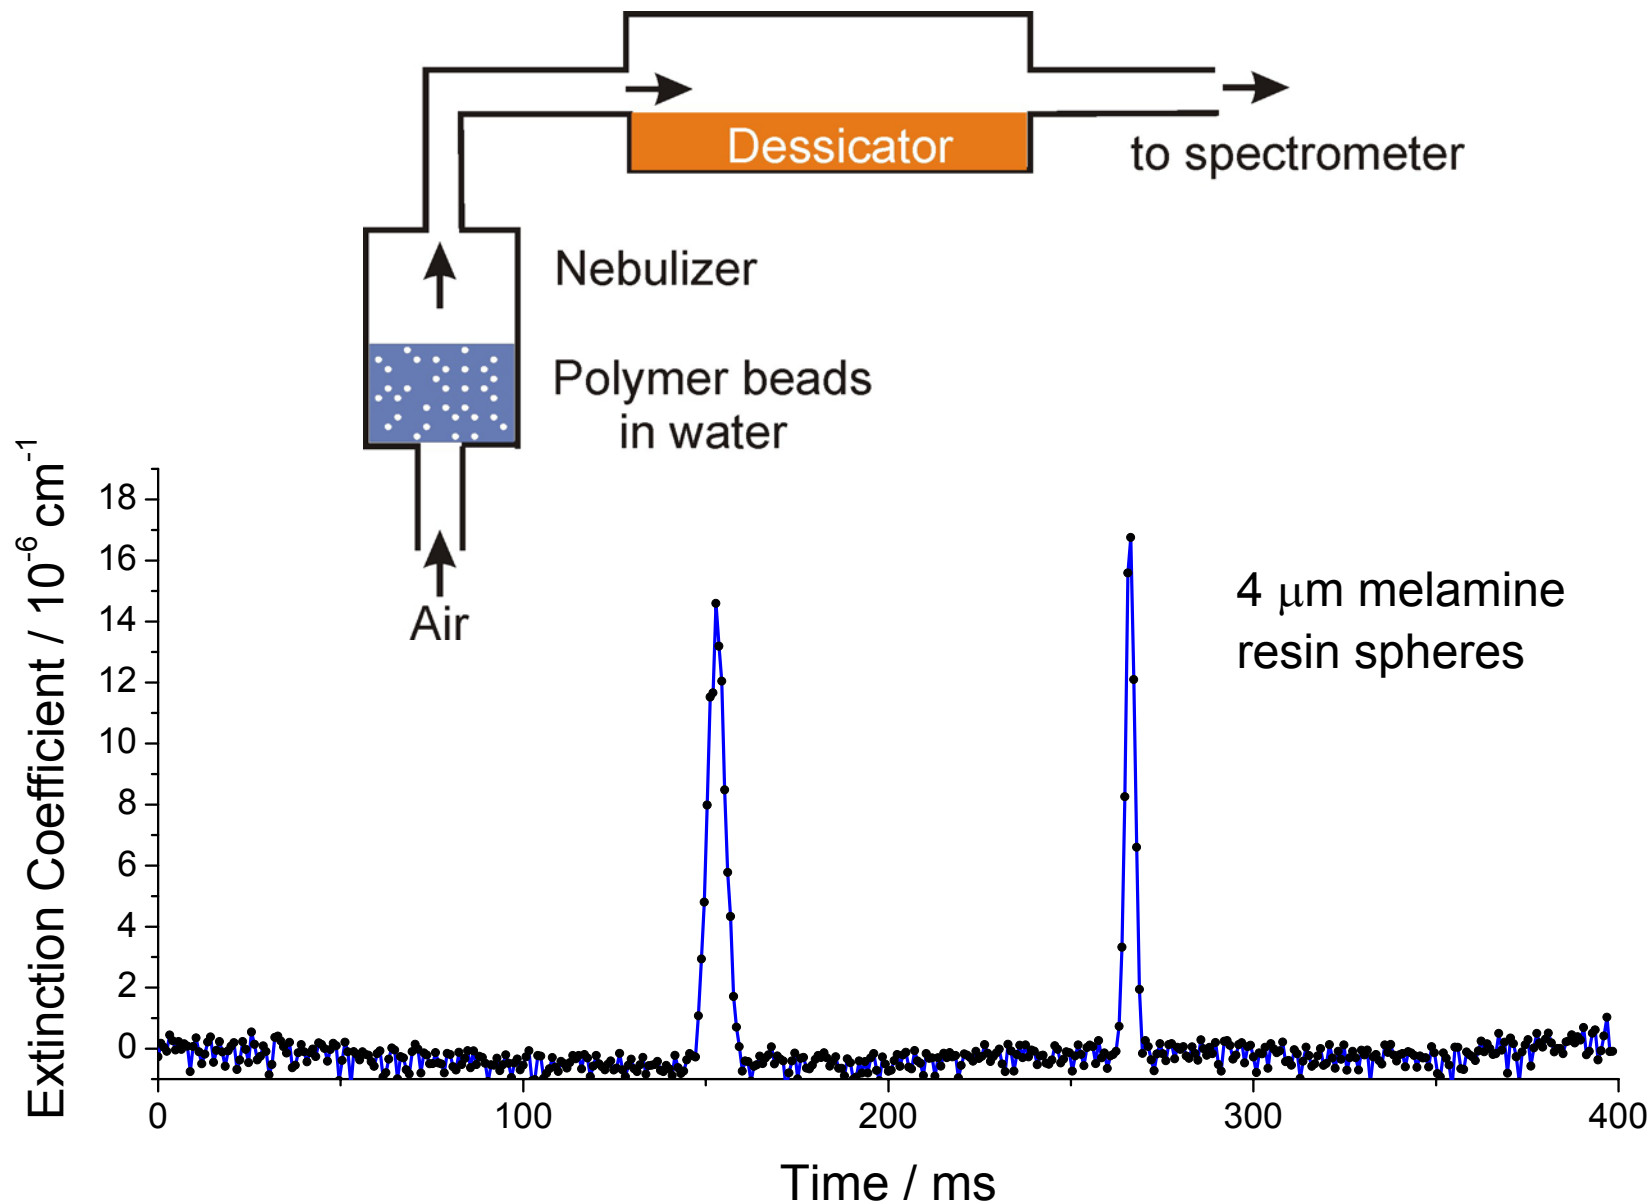 Dessicator
to spectrometer
Nebulizer
Polymer beads
in water
Air
4 μm melamine
resin spheres
Extinction Coefficient / 10⁻⁶ cm⁻¹
18
16
14
12
10
8
6
4
2
0
0 100 200 300 400
Time / ms